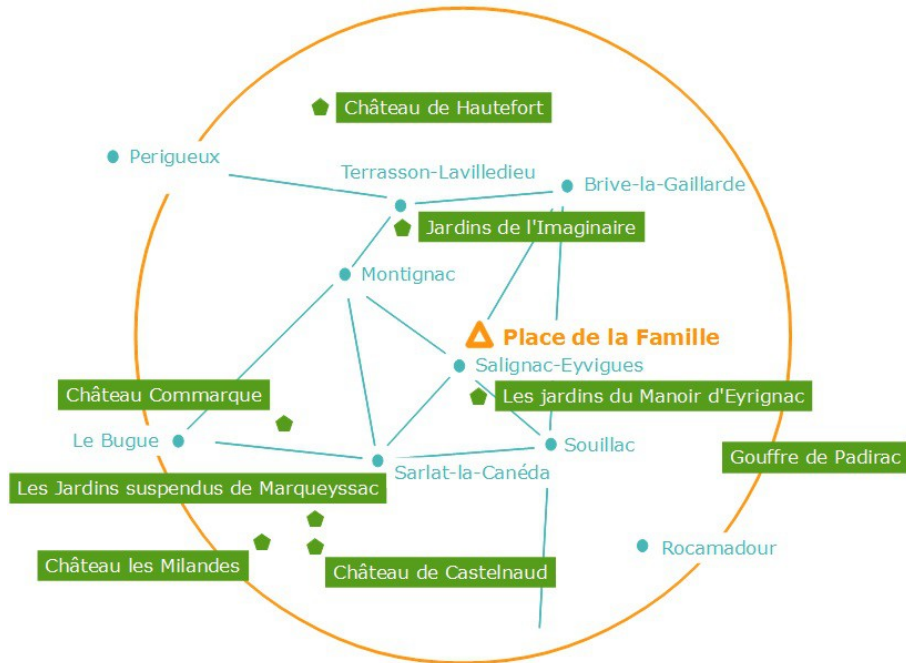 Château de Hautefort
Perigueux
Terrasson-Lavilledieu
Brive-la-Gaillarde
Jardins de l'Imaginaire
Montignac
Place de la Famille
Salignac-Eyvigues
Château Commarque
Les jardins du Manoir d'Eyrignac
Le Bugue
Souillac
Gouffre de Padirac
Sarlat-la-Canéda
Les Jardins suspendus de Marqueyssac
Rocamadour
Château les Milandes
Château de Castelnaud